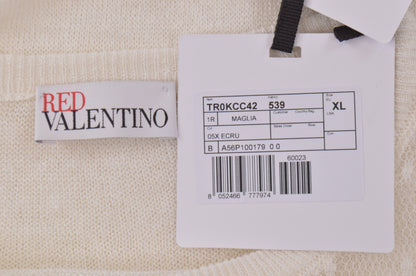 RED
VALENTINO
TR0KCC42 539 XL
1R MAGLIA
05X ECRU
B A56P100179 0 0
60023
8 052466 777974